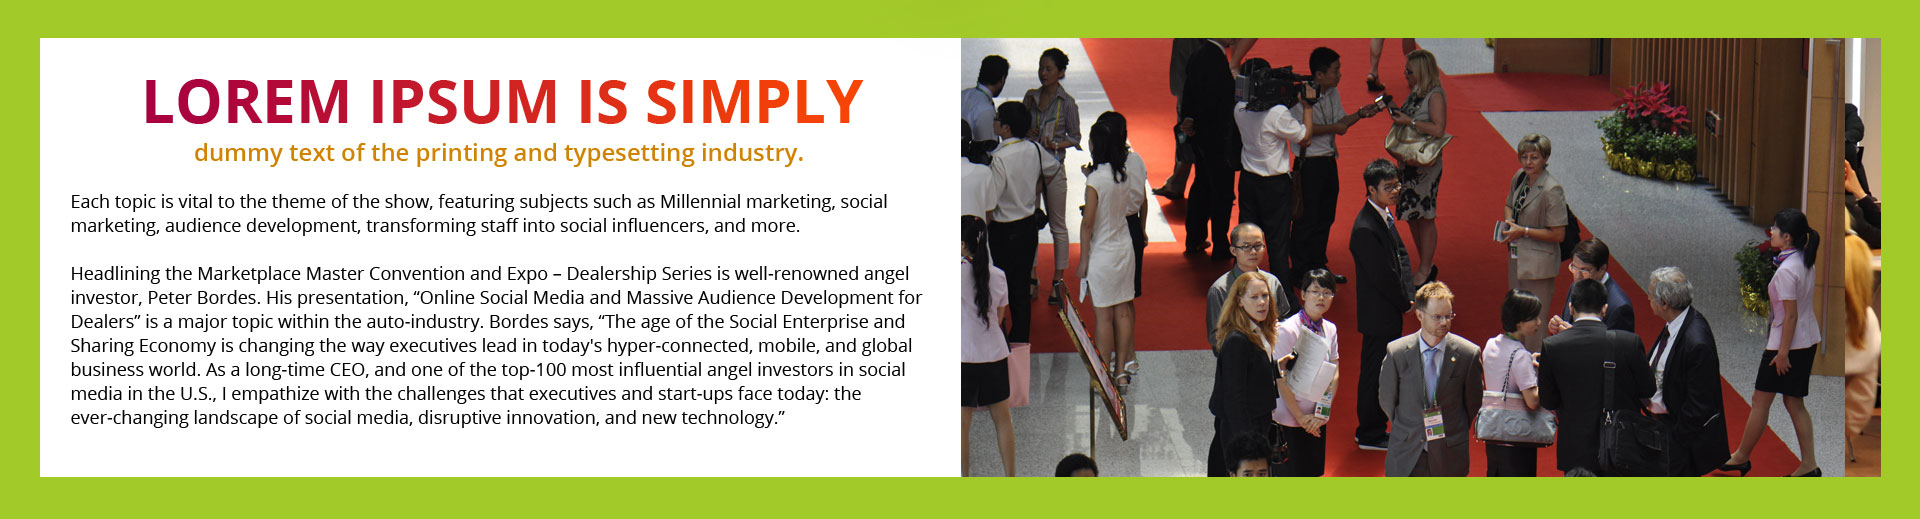 LOREM IPSUM IS SIMPLY
dummy text of the printing and typesetting industry.
Each topic is vital to the theme of the show, featuring subjects such as Millennial marketing, social
marketing, audience development, transforming staff into social influencers, and more.
Headlining the Marketplace Master Convention and Expo – Dealership Series is well-renowned angel
investor, Peter Bordes. His presentation, “Online Social Media and Massive Audience Development for
Dealers” is a major topic within the auto-industry. Bordes says, “The age of the Social Enterprise and
Sharing Economy is changing the way executives lead in today's hyper-connected, mobile, and global
business world. As a long-time CEO, and one of the top-100 most influential angel investors in social
media in the U.S., I empathize with the challenges that executives and start-ups face today: the
ever-changing landscape of social media, disruptive innovation, and new technology.”